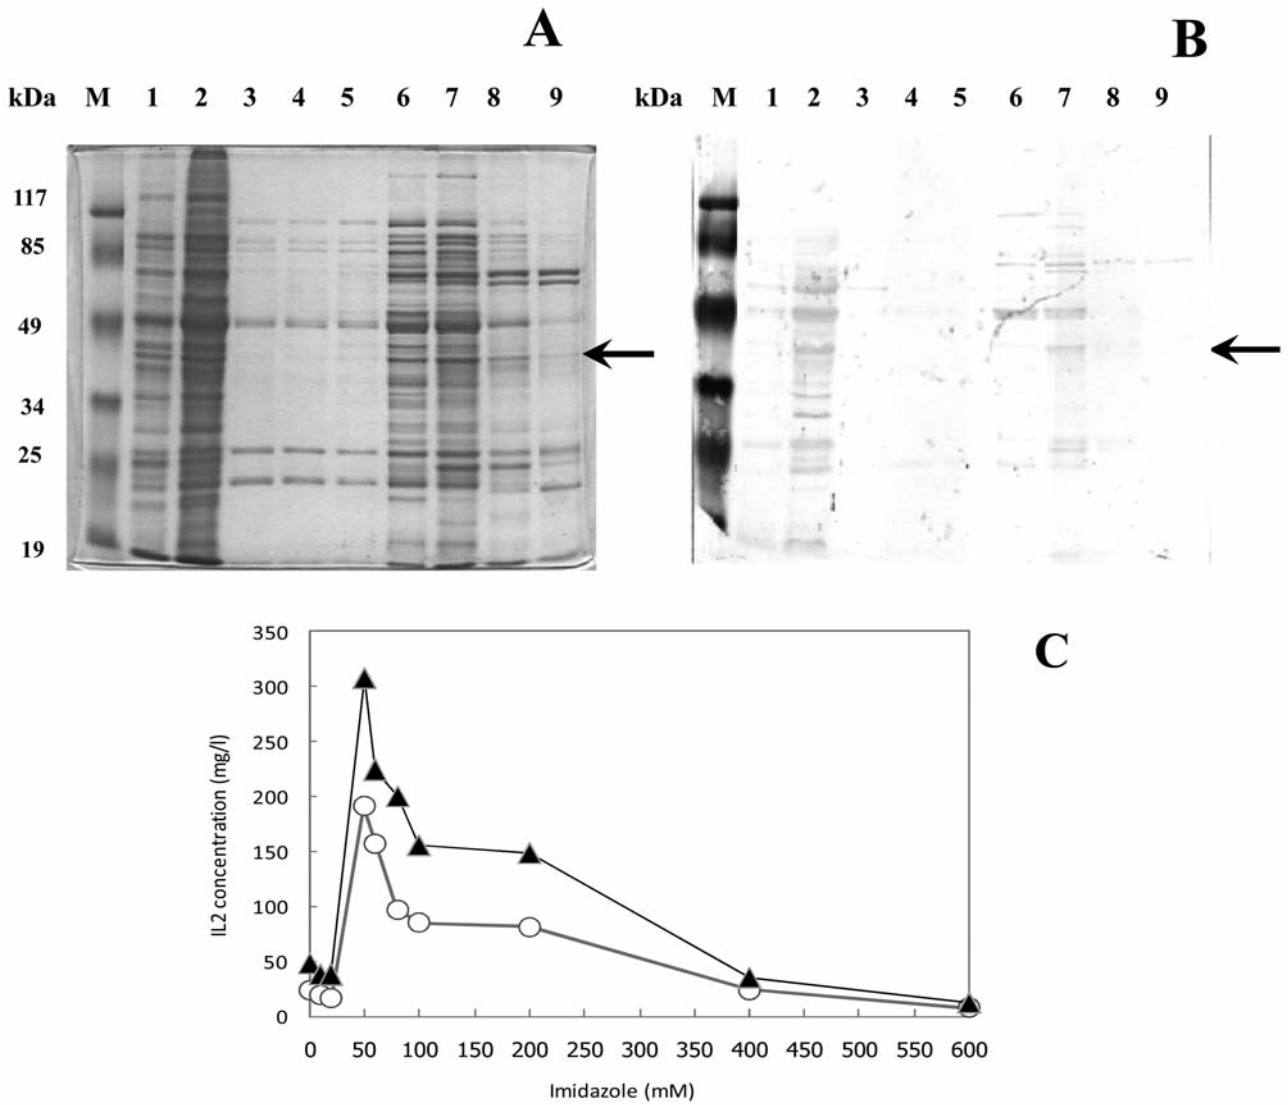 A
B
kDa M 1 2 3 4 5 6 7 8 9
kDa M 1 2 3 4 5 6 7 8 9
117
85
49
34
25
19
C
350
300
250
200
150
100
50
0
IL2 concentration (mg/l)
0 50 100 150 200 250 300 350 400 450 500 550 600
Imidazole (mM)